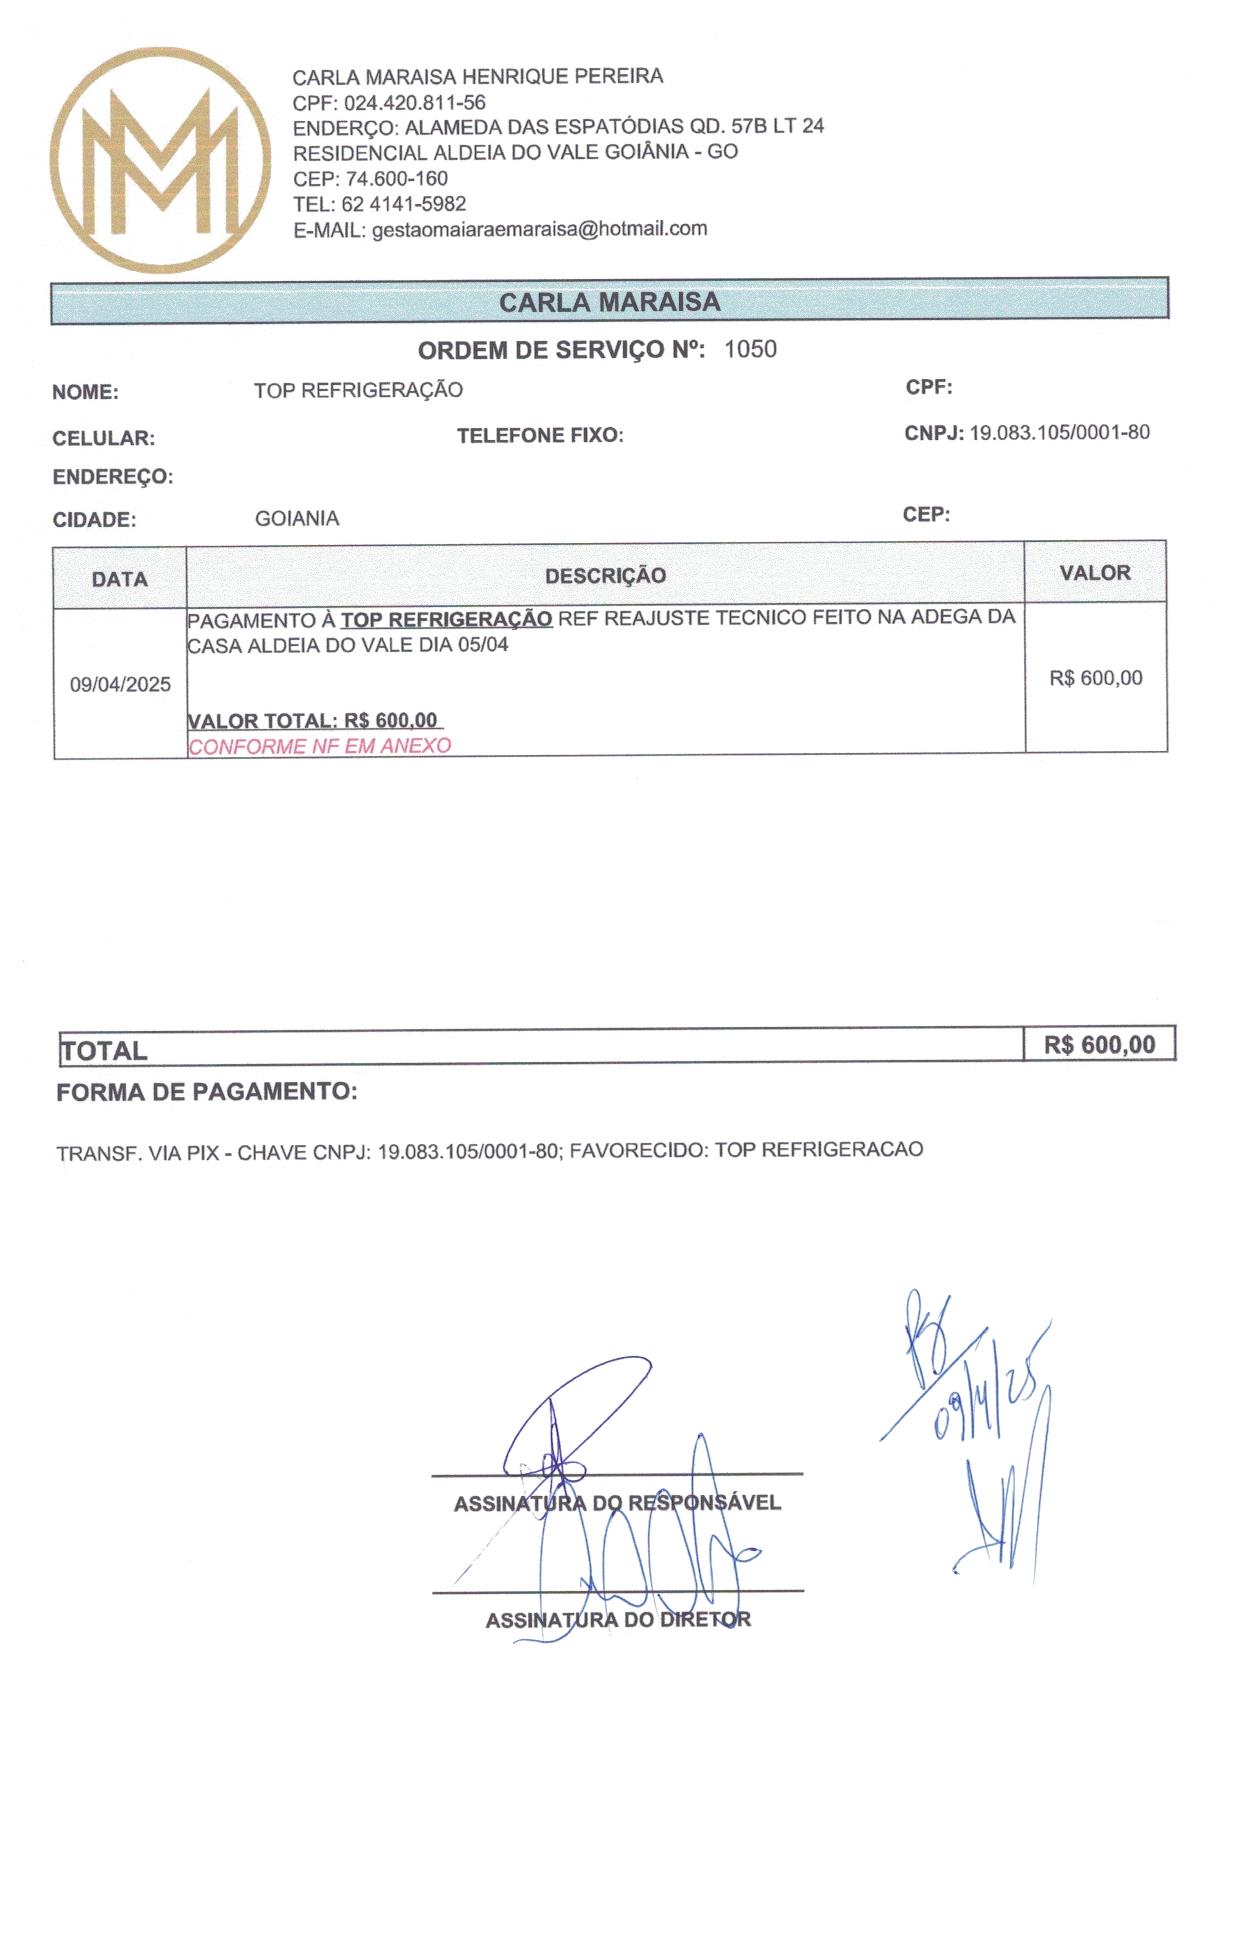 CARLA MARAISA HENRIQUE PEREIRA
CPF: 024.420.811-56
ENDERÇO: ALAMEDA DAS ESPATÓDIAS QD. 57B LT 24
RESIDENCIAL ALDEIA DO VALE GOIÂNIA - GO
CEP: 74.600-160
TEL: 62 4141-5982
E-MAIL: gestaomaiaraemaraisa@hotmail.com
CARLA MARAISA
ORDEM DE SERVIÇO Nº: 1050
NOME: TOP REFRIGERAÇÃO CPF:
CELULAR: TELEFONE FIXO: CNPJ: 19.083.105/0001-80
ENDEREÇO:
CIDADE: GOIANIA CEP:
DATA DESCRIÇÃO VALOR
PAGAMENTO À TOP REFRIGERAÇÃO REF REAJUSTE TECNICO FEITO NA ADEGA DA
CASA ALDEIA DO VALE DIA 05/04
09/04/2025 R$ 600,00
VALOR TOTAL: R$ 600,00
CONFORME NF EM ANEXO
TOTAL R$ 600,00
FORMA DE PAGAMENTO:
TRANSF. VIA PIX - CHAVE CNPJ: 19.083.105/0001-80; FAVORECIDO: TOP REFRIGERACAO
09/4/25
ASSINATURA DO RESPONSÁVEL
ASSINATURA DO DIRETOR